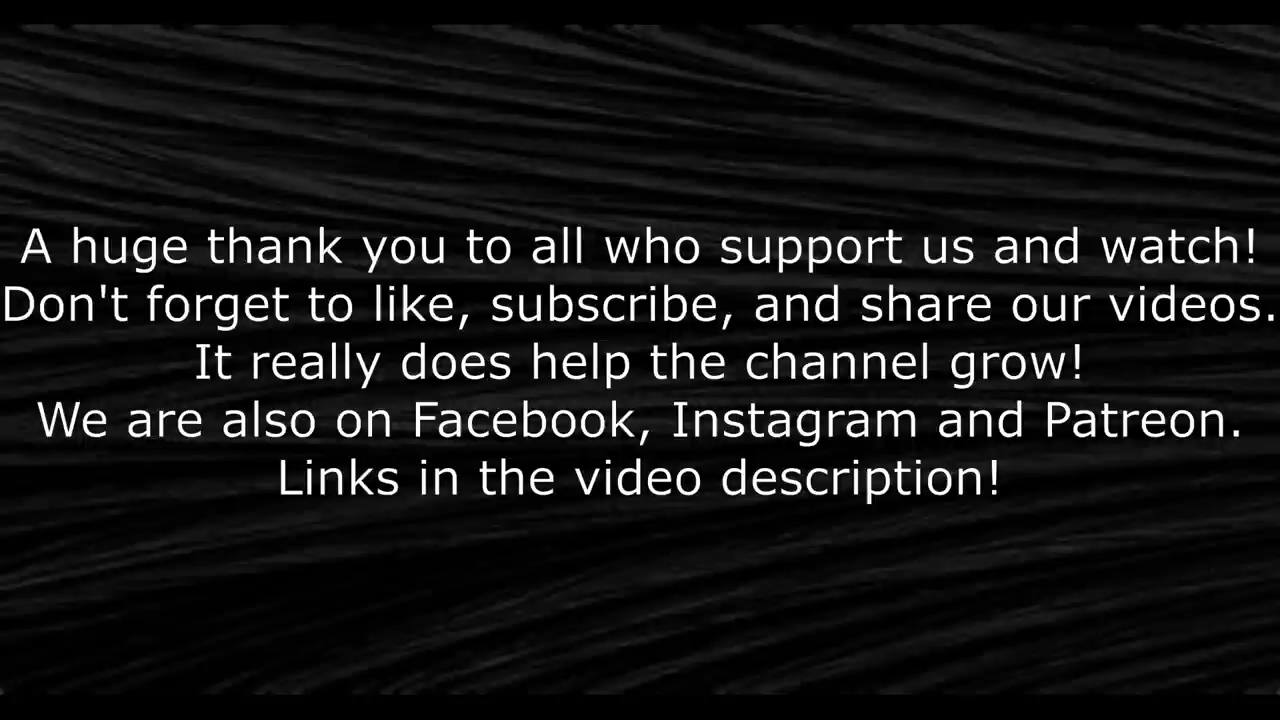 A huge thank you to all who support us and watch!
Don't forget to like, subscribe, and share our videos.
It really does help the channel grow!
We are also on Facebook, Instagram and Patreon.
Links in the video description!